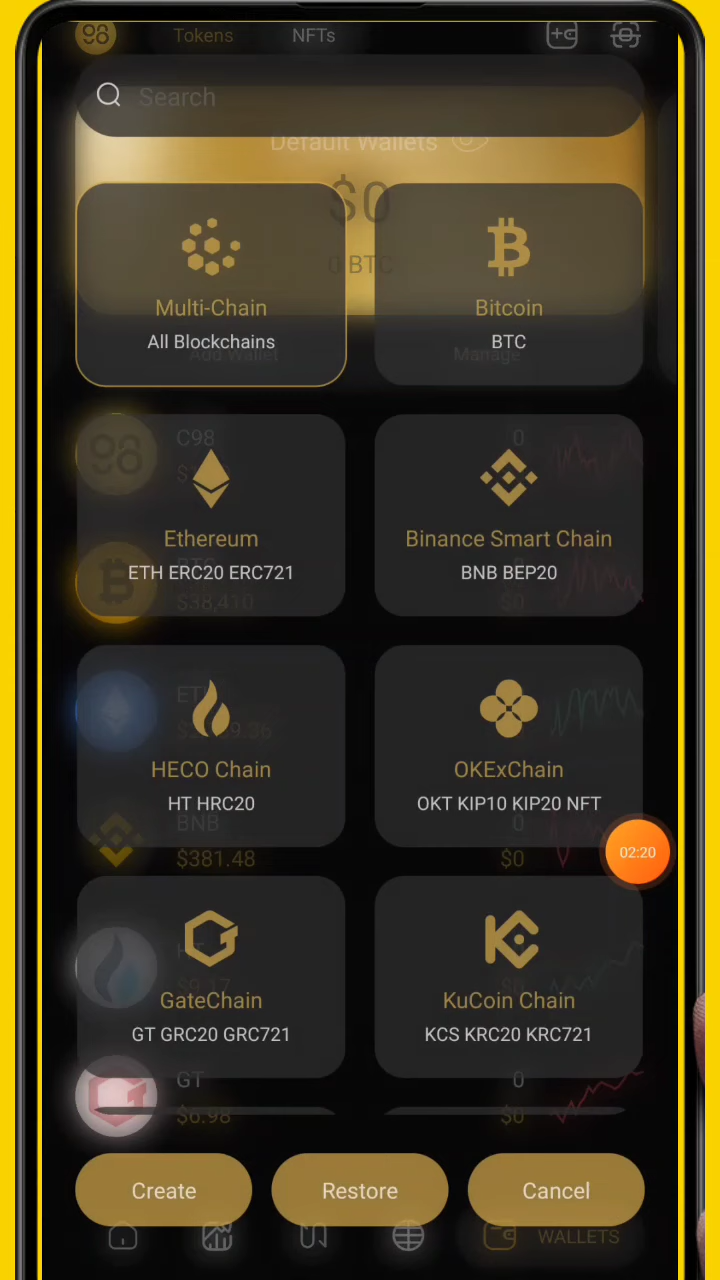 Tokens NFTs
Search
Default Wallets
$0
0 BTC
Multi-Chain
All Blockchains
Bitcoin
BTC
Add Wallet Manage
C98 0
Ethereum
ETH ERC20 ERC721
Binance Smart Chain
BNB BEP20
$38,410 $0
HECO Chain
HT HRC20
OKExChain
OKT KIP10 KIP20 NFT
BNB 0
$381.48 $0
02:20
GateChain
GT GRC20 GRC721
KuCoin Chain
KCS KRC20 KRC721
GT 0
$6.98 $0
Create Restore Cancel
WALLETS